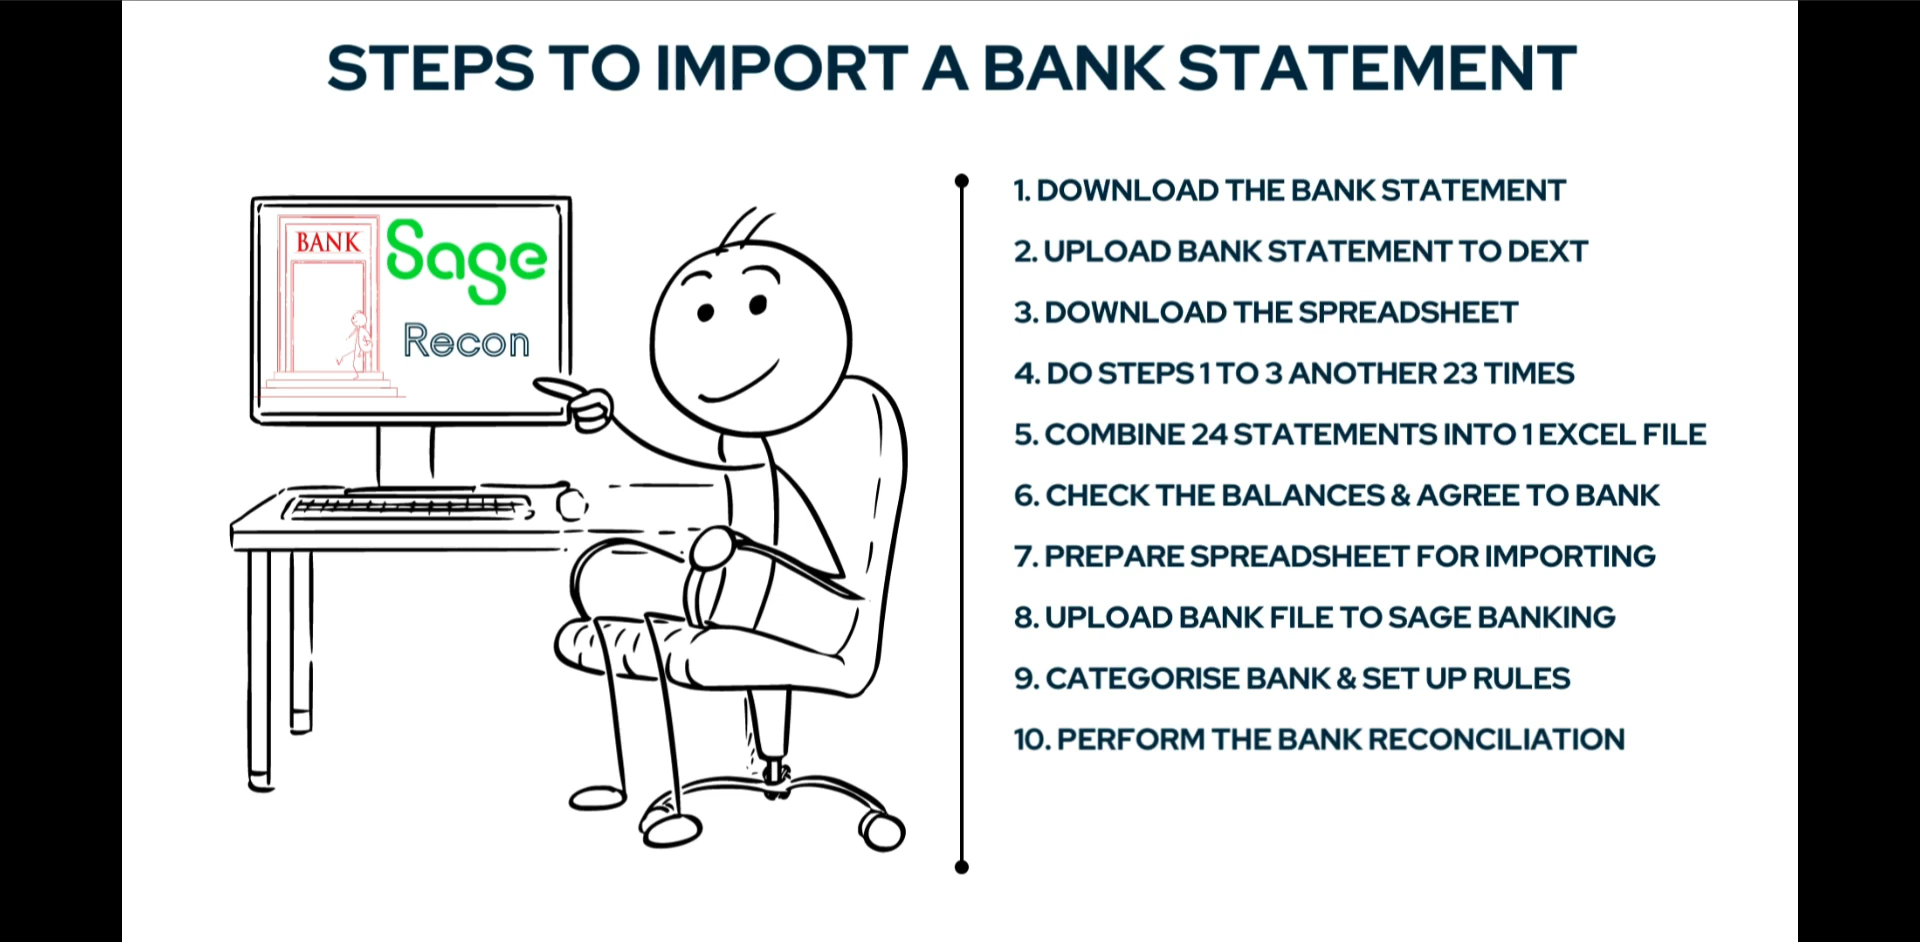 STEPS TO IMPORT A BANK STATEMENT
BANK
Sage
Recon
1. DOWNLOAD THE BANK STATEMENT
2. UPLOAD BANK STATEMENT TO DEXT
3. DOWNLOAD THE SPREADSHEET
4. DO STEPS 1 TO 3 ANOTHER 23 TIMES
5. COMBINE 24 STATEMENTS INTO 1 EXCEL FILE
6. CHECK THE BALANCES & AGREE TO BANK
7. PREPARE SPREADSHEET FOR IMPORTING
8. UPLOAD BANK FILE TO SAGE BANKING
9. CATEGORISE BANK & SET UP RULES
10. PERFORM THE BANK RECONCILIATION